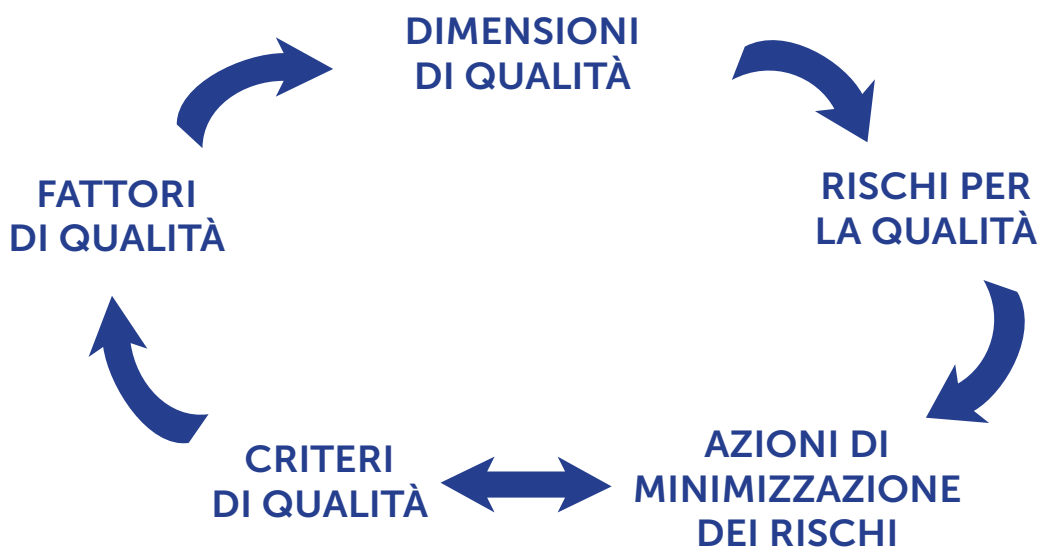 DIMENSIONI
DI QUALITÀ
RISCHI PER
LA QUALITÀ
AZIONI DI
MINIMIZZAZIONE
DEI RISCHI
CRITERI
DI QUALITÀ
FATTORI
DI QUALITÀ